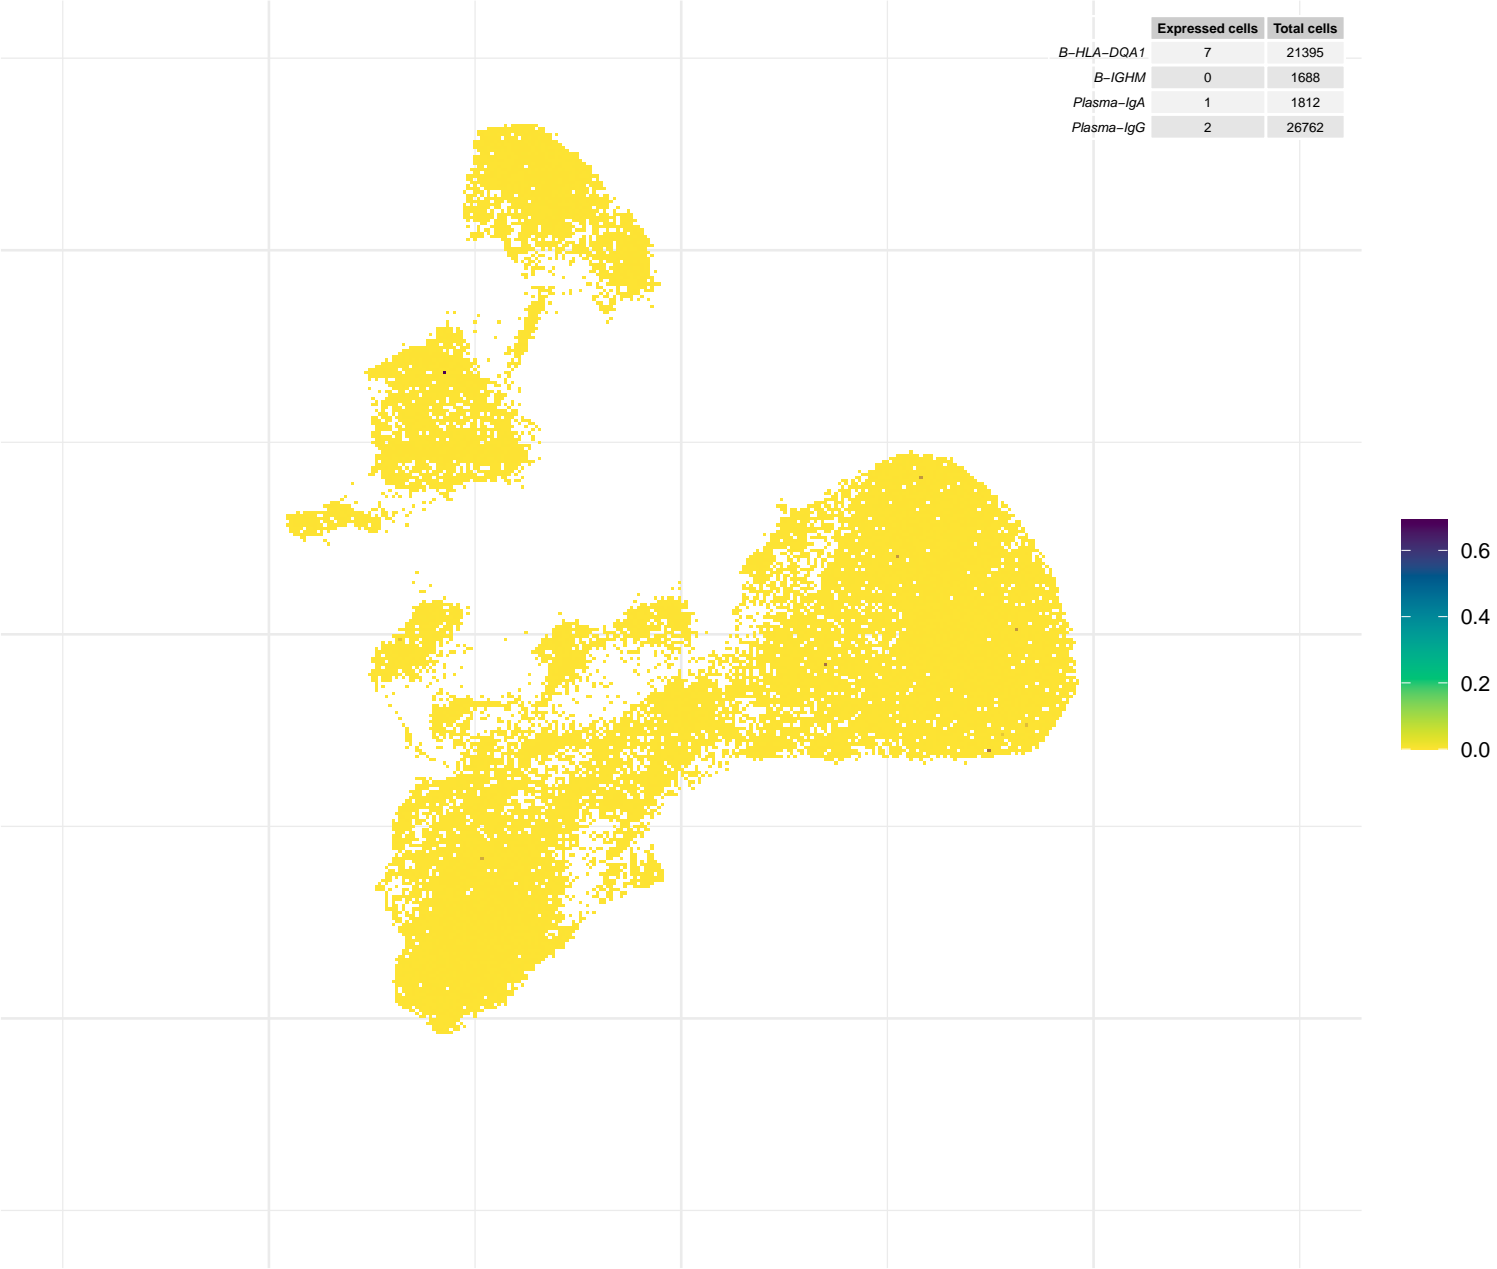 Expressed cells Total cells
B−HLA−DQA1 7 21395
B−IGHM 0 1688
Plasma−IgA 1 1812
Plasma−IgG 2 26762
0.6
0.4
0.2
0.0